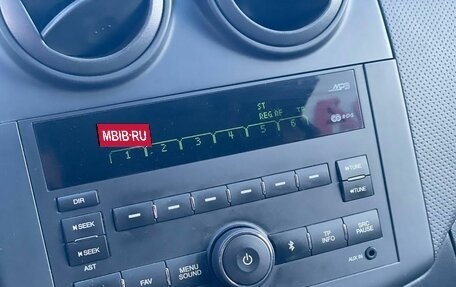 MP3
ST
REG AF TP
RDS
MBIB.RU
1 2 3 4 5 6
DIR
SEEK
SEEK
AST
TUNE
TUNE
FAV
MENU
SOUND
TP
INFO
SRC
PAUSE
AUX IN